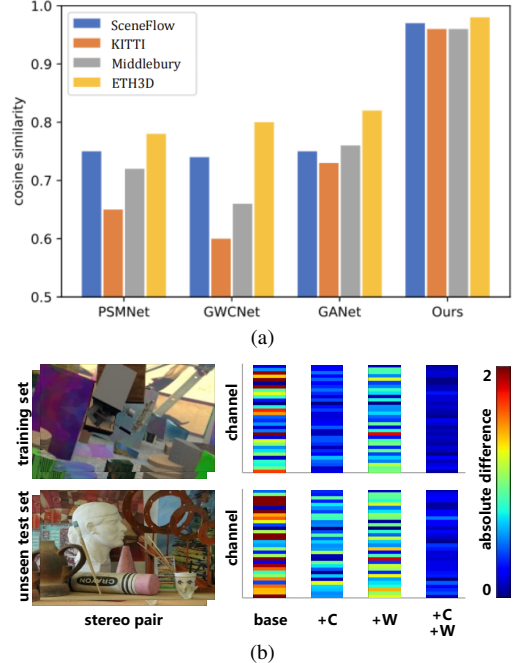 1.0
0.9
0.8
0.7
0.6
0.5
cosine similarity
SceneFlow
KITTI
Middlebury
ETH3D
PSMNet
GWCNet
GANet
Ours
(a)
training set
channel
unseen test set
CRAYON
channel
2
absolute difference
0
stereo pair
base
+C
+W
+C
+W
(b)